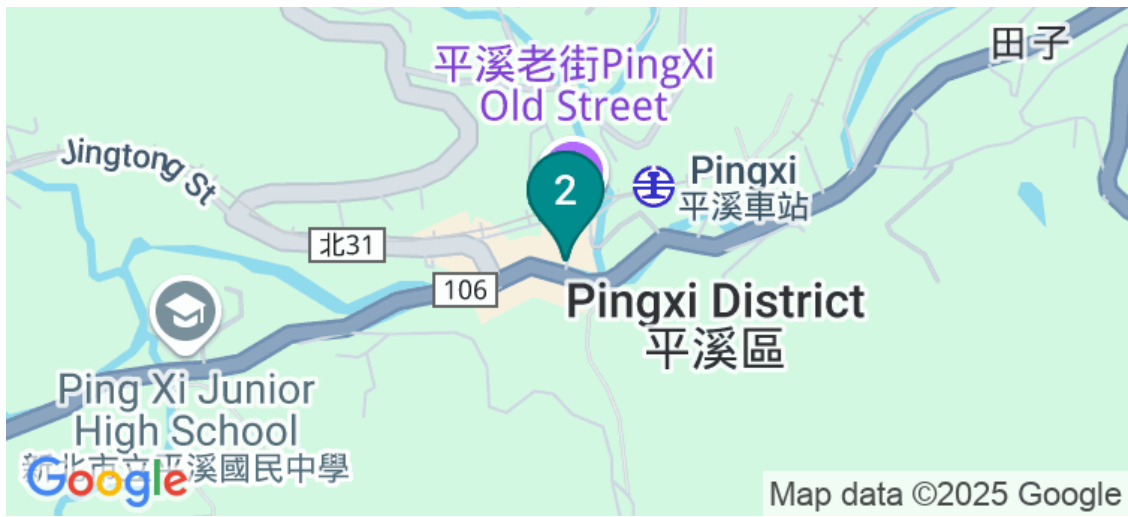 田子
平溪老街PingXi
Old Street
Jingtong St
2
Pingxi
平溪車站
北31
106
Pingxi District
平溪區
Ping Xi Junior
High School
新北市立平溪國民中學
Google
Map data ©2025 Google